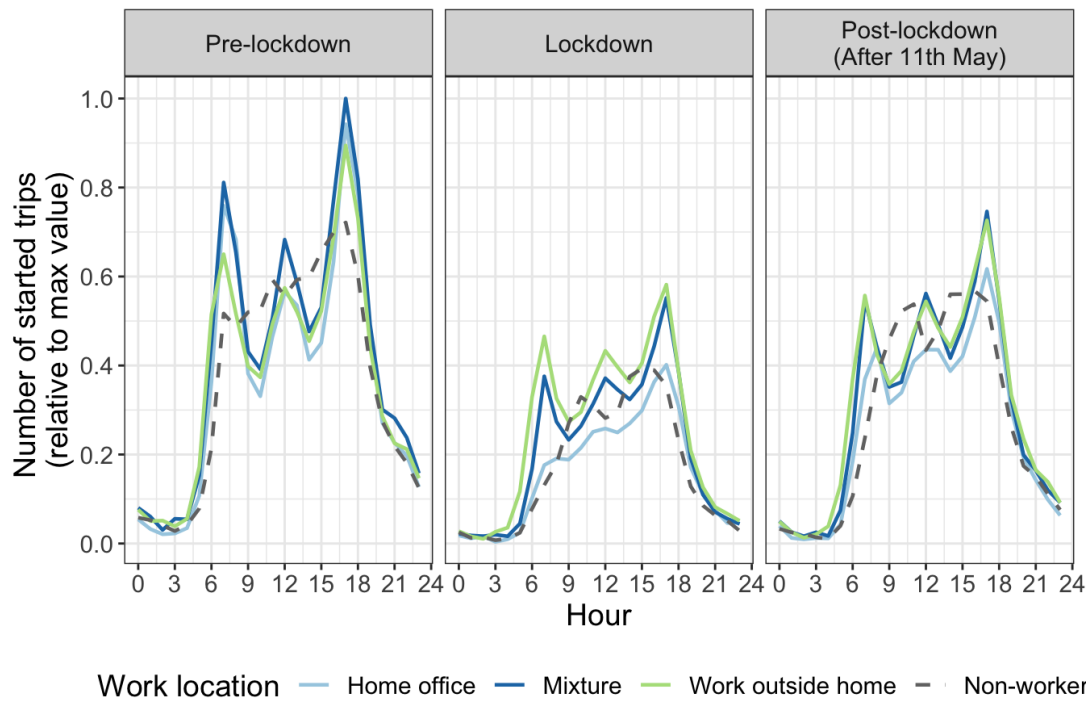 Pre-lockdown
Lockdown
Post-lockdown
(After 11th May)
Number of started trips
(relative to max value)
1.0
0.8
0.6
0.4
0.2
0.0
0 3 6 9 12 15 18 21 24
0 3 6 9 12 15 18 21 24
0 3 6 9 12 15 18 21 24
Hour
Work location Home office Mixture Work outside home Non-worker